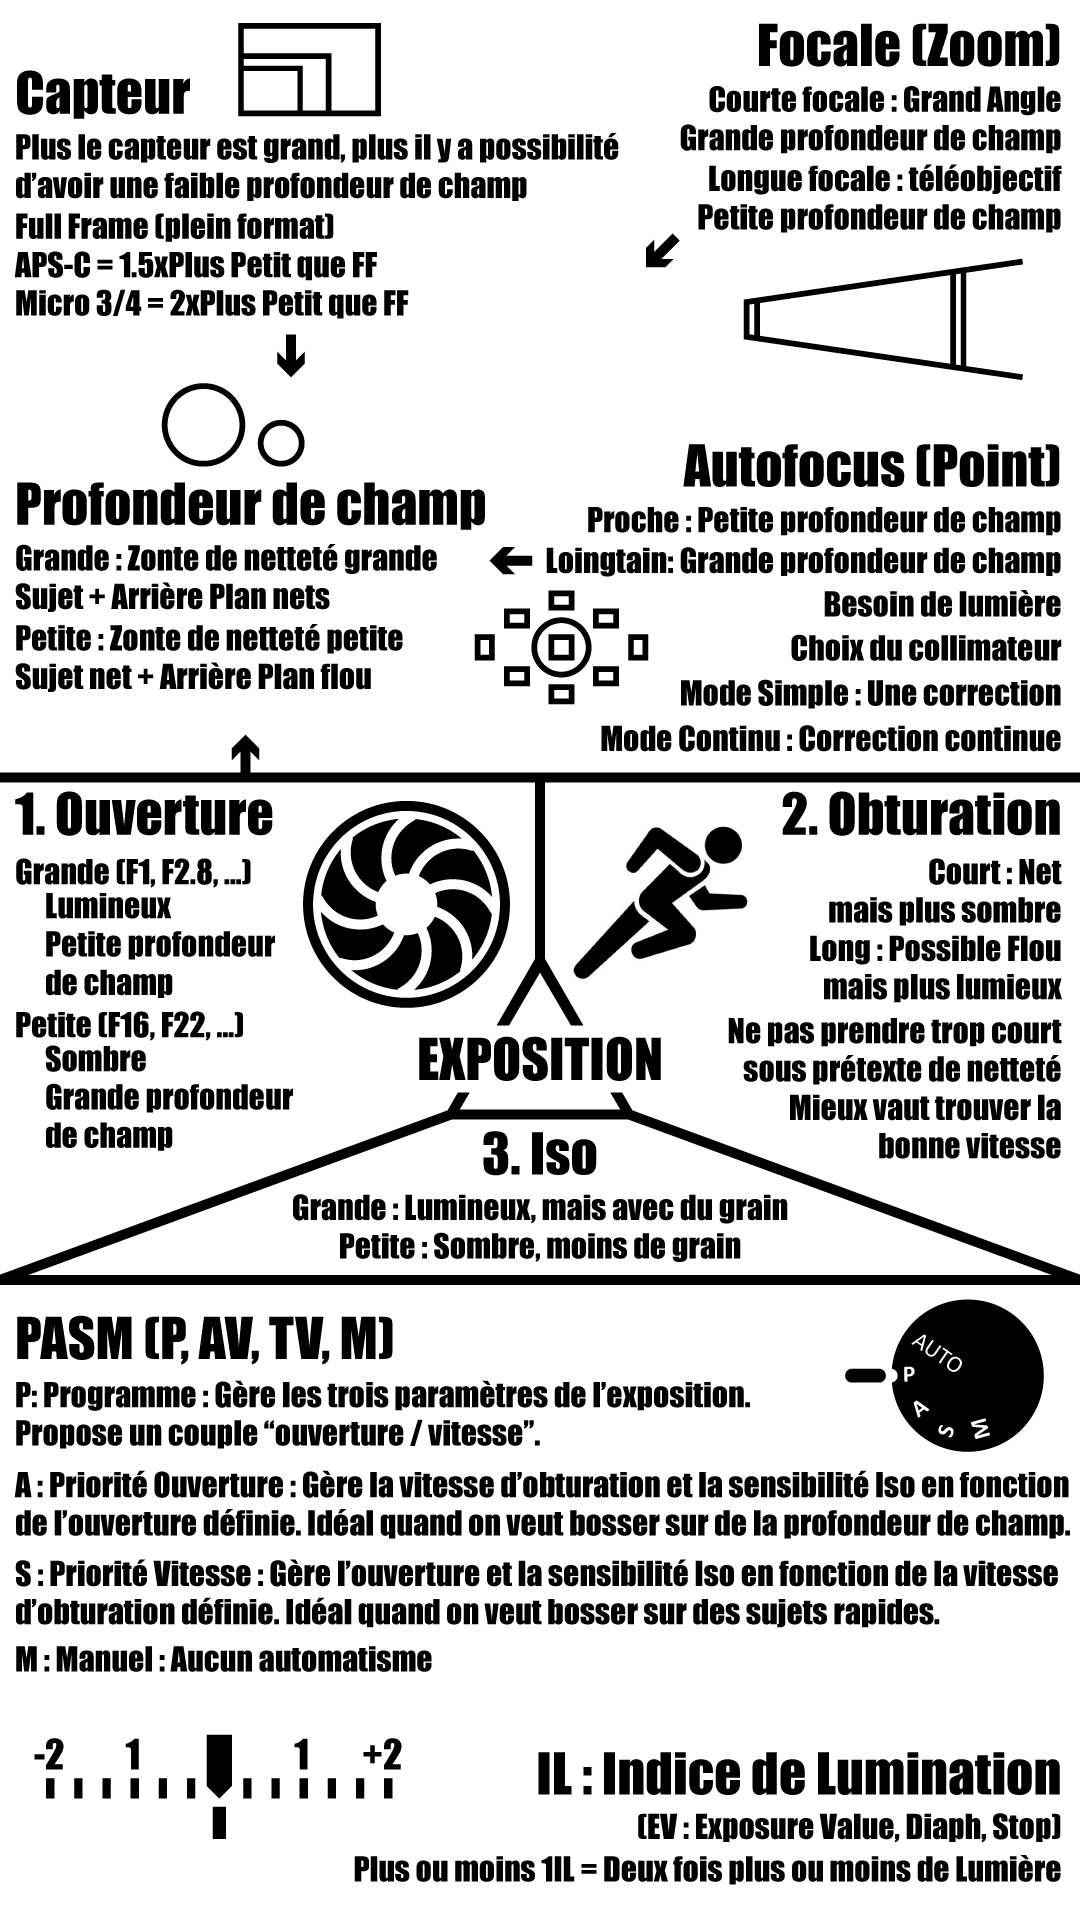 Capteur
Plus le capteur est grand, plus il y a possibilité
d’avoir une faible profondeur de champ
Full Frame (plein format)
APS-C = 1.5xPlus Petit que FF
Micro 3/4 = 2xPlus Petit que FF
Focale (Zoom)
Courte focale : Grand Angle
Grande profondeur de champ
Longue focale : téléobjectif
Petite profondeur de champ
Profondeur de champ
Grande : Zonte de netteté grande
Sujet + Arrière Plan nets
Petite : Zonte de netteté petite
Sujet net + Arrière Plan flou
Autofocus (Point)
Proche : Petite profondeur de champ
Loingtain: Grande profondeur de champ
Besoin de lumière
Choix du collimateur
Mode Simple : Une correction
Mode Continu : Correction continue
1. Ouverture
Grande (F1, F2.8, ...)
Lumineux
Petite profondeur
de champ
Petite (F16, F22, ...)
Sombre
Grande profondeur
de champ
2. Obturation
Court : Net
mais plus sombre
Long : Possible Flou
mais plus lumieux
Ne pas prendre trop court
sous prétexte de netteté
Mieux vaut trouver la
bonne vitesse
EXPOSITION
3. Iso
Grande : Lumineux, mais avec du grain
Petite : Sombre, moins de grain
PASM (P, AV, TV, M)
P: Programme : Gère les trois paramètres de l’exposition.
Propose un couple “ouverture / vitesse”.
AUTO
P
A
S
M
A : Priorité Ouverture : Gère la vitesse d’obturation et la sensibilité Iso en fonction
de l’ouverture définie. Idéal quand on veut bosser sur de la profondeur de champ.
S : Priorité Vitesse : Gère l’ouverture et la sensibilité Iso en fonction de la vitesse
d’obturation définie. Idéal quand on veut bosser sur des sujets rapides.
M : Manuel : Aucun automatisme
-2 1 1 +2
IL : Indice de Lumination
(EV : Exposure Value, Diaph, Stop)
Plus ou moins 1IL = Deux fois plus ou moins de Lumière